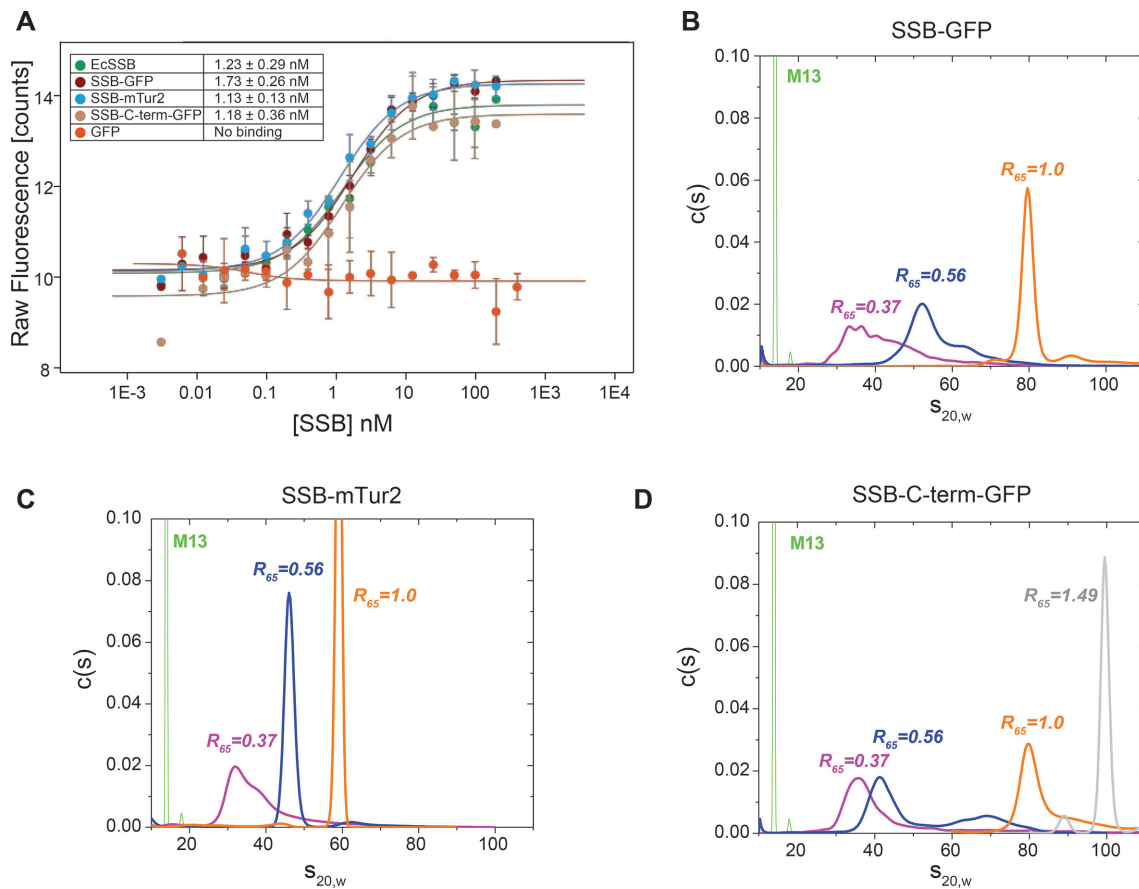 A
EcSSB 1.23 ± 0.29 nM
SSB-GFP 1.73 ± 0.26 nM
SSB-mTur2 1.13 ± 0.13 nM
SSB-C-term-GFP 1.18 ± 0.36 nM
GFP No binding
Raw Fluorescence [counts]
14
12
10
8
1E-3 0.01 0.1 1 10 100 1E3 1E4
[SSB] nM
B
SSB-GFP
M13
R65=0.37
R65=0.56
R65=1.0
c(s)
0.10
0.08
0.06
0.04
0.02
0.00
20 40 60 80 100
s20,w
C
SSB-mTur2
M13
R65=0.37
R65=0.56
R65=1.0
c(s)
0.10
0.08
0.06
0.04
0.02
0.00
20 40 60 80 100
s20,w
D
SSB-C-term-GFP
M13
R65=0.37
R65=0.56
R65=1.0
R65=1.49
c(s)
0.10
0.08
0.06
0.04
0.02
0.00
20 40 60 80 100
s20,w